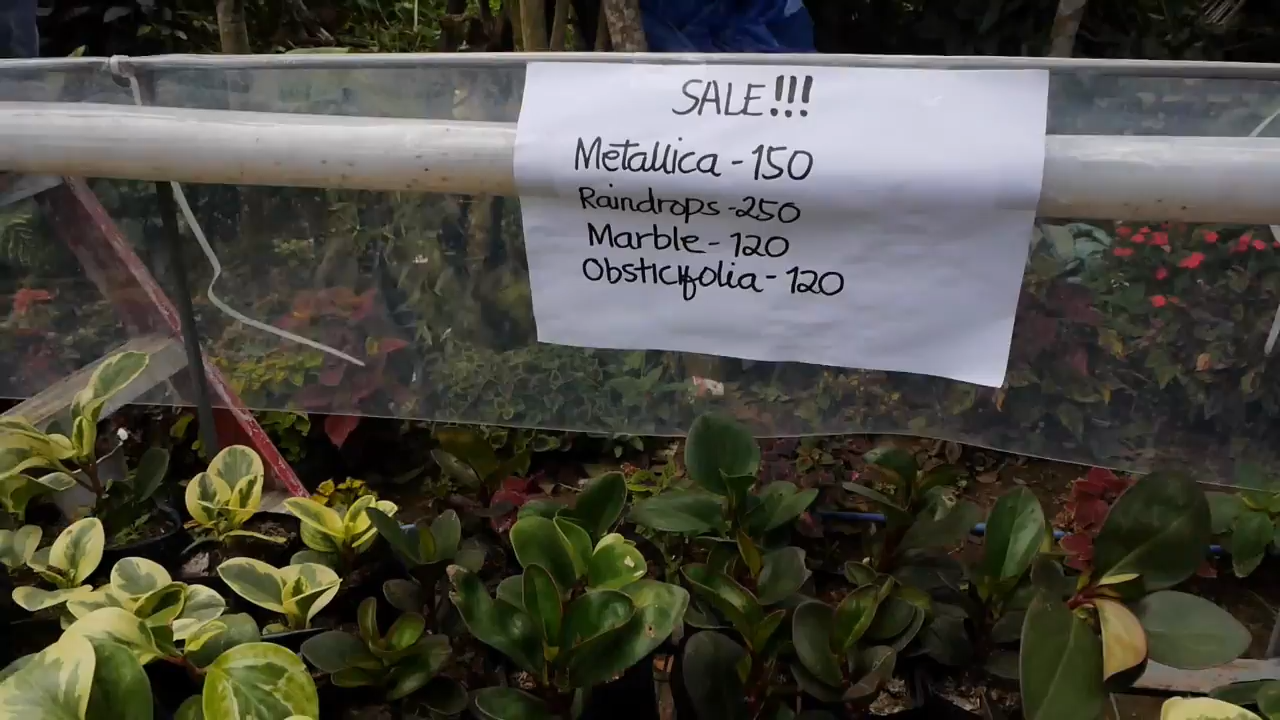 SALE!!!
Metallica - 150
Raindrops - 250
Marble - 120
Obsticifolia - 120